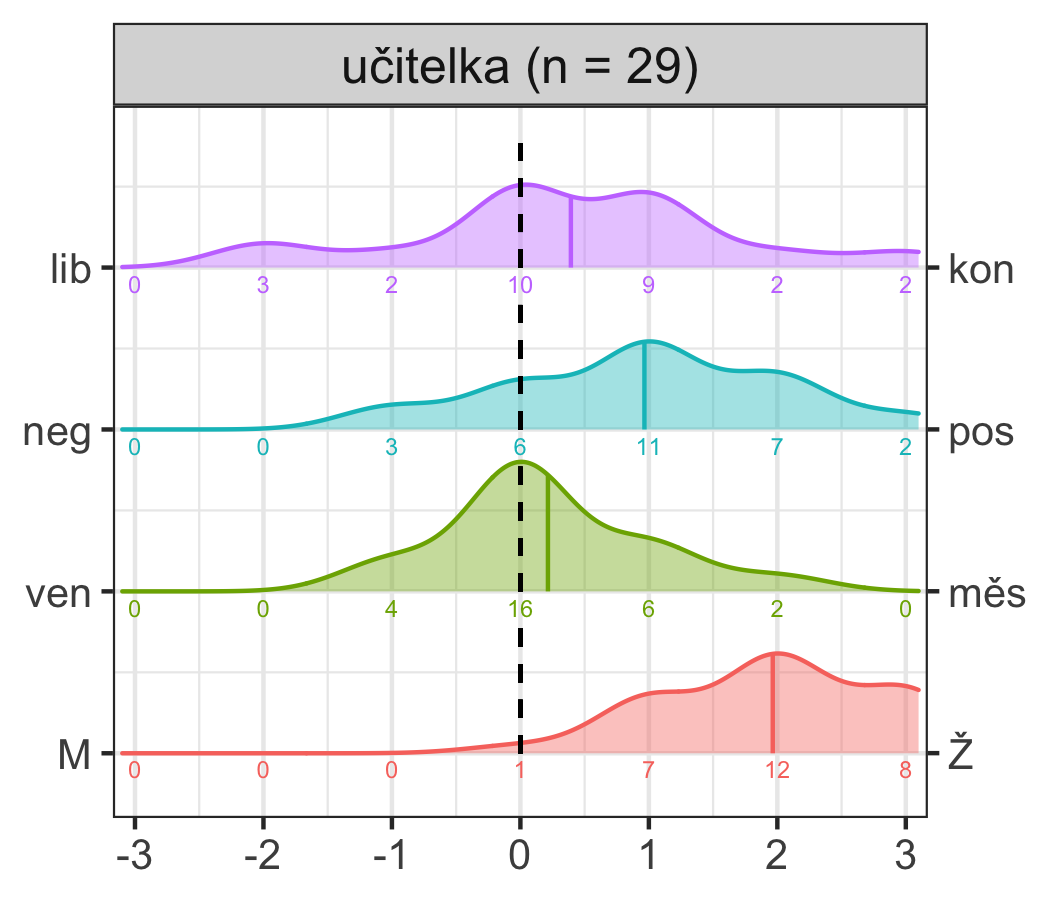 učitelka (n = 29)
lib kon
0 3 2 10 9 2 2
neg pos
0 0 3 6 11 7 2
ven měs
0 0 4 16 6 2 0
M Ž
0 0 0 1 7 12 8
-3 -2 -1 0 1 2 3